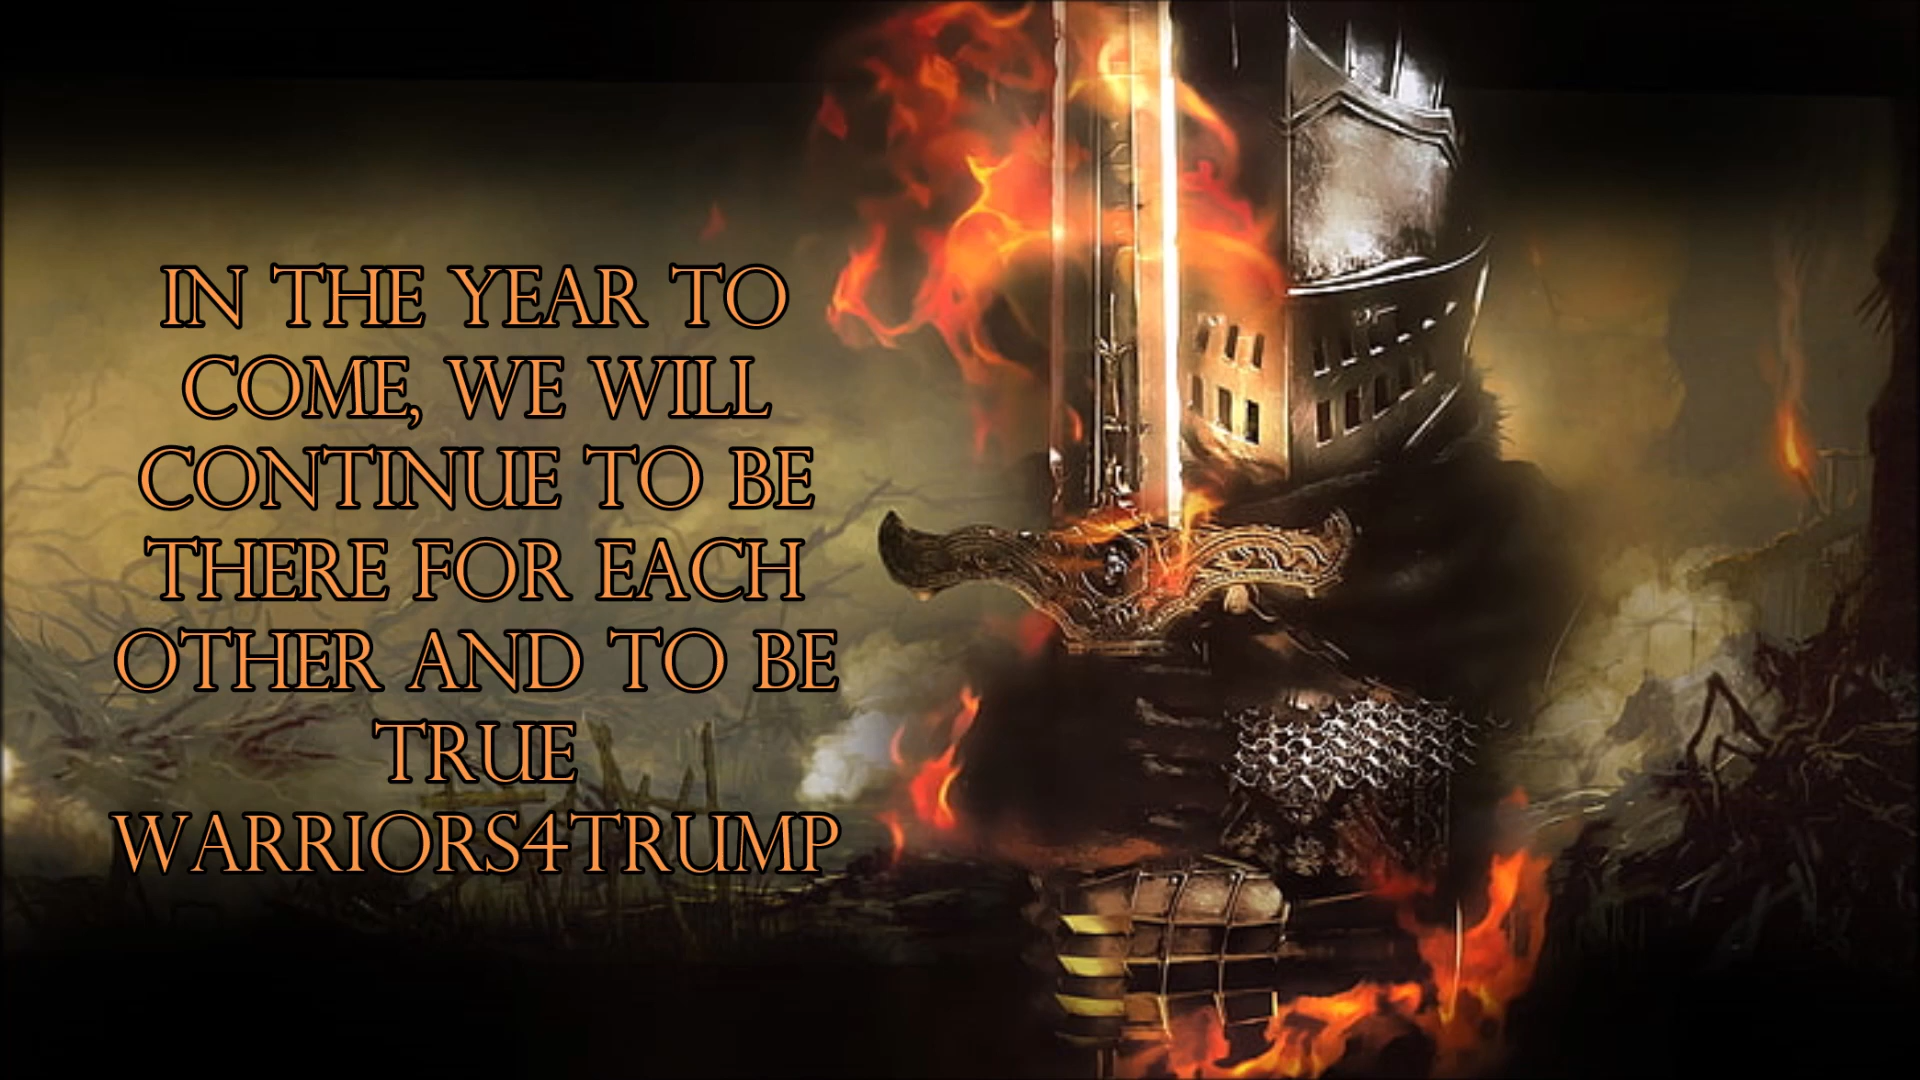 IN THE YEAR TO
COME, WE WILL
CONTINUE TO BE
THERE FOR EACH
OTHER AND TO BE
TRUE
WARRIORS4TRUMP